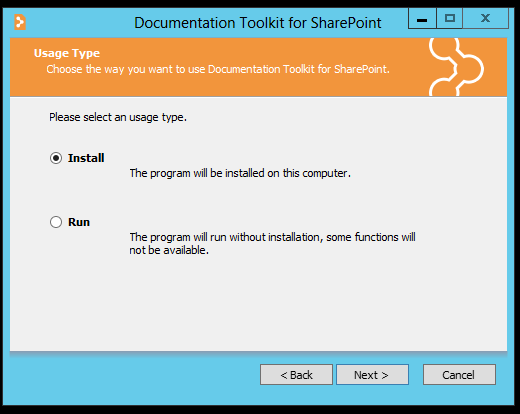 Documentation Toolkit for SharePoint
Usage Type
Choose the way you want to use Documentation Toolkit for SharePoint.
Please select an usage type.
Install
The program will be installed on this computer.
Run
The program will run without installation, some functions will
not be available.
< Back
Next >
Cancel